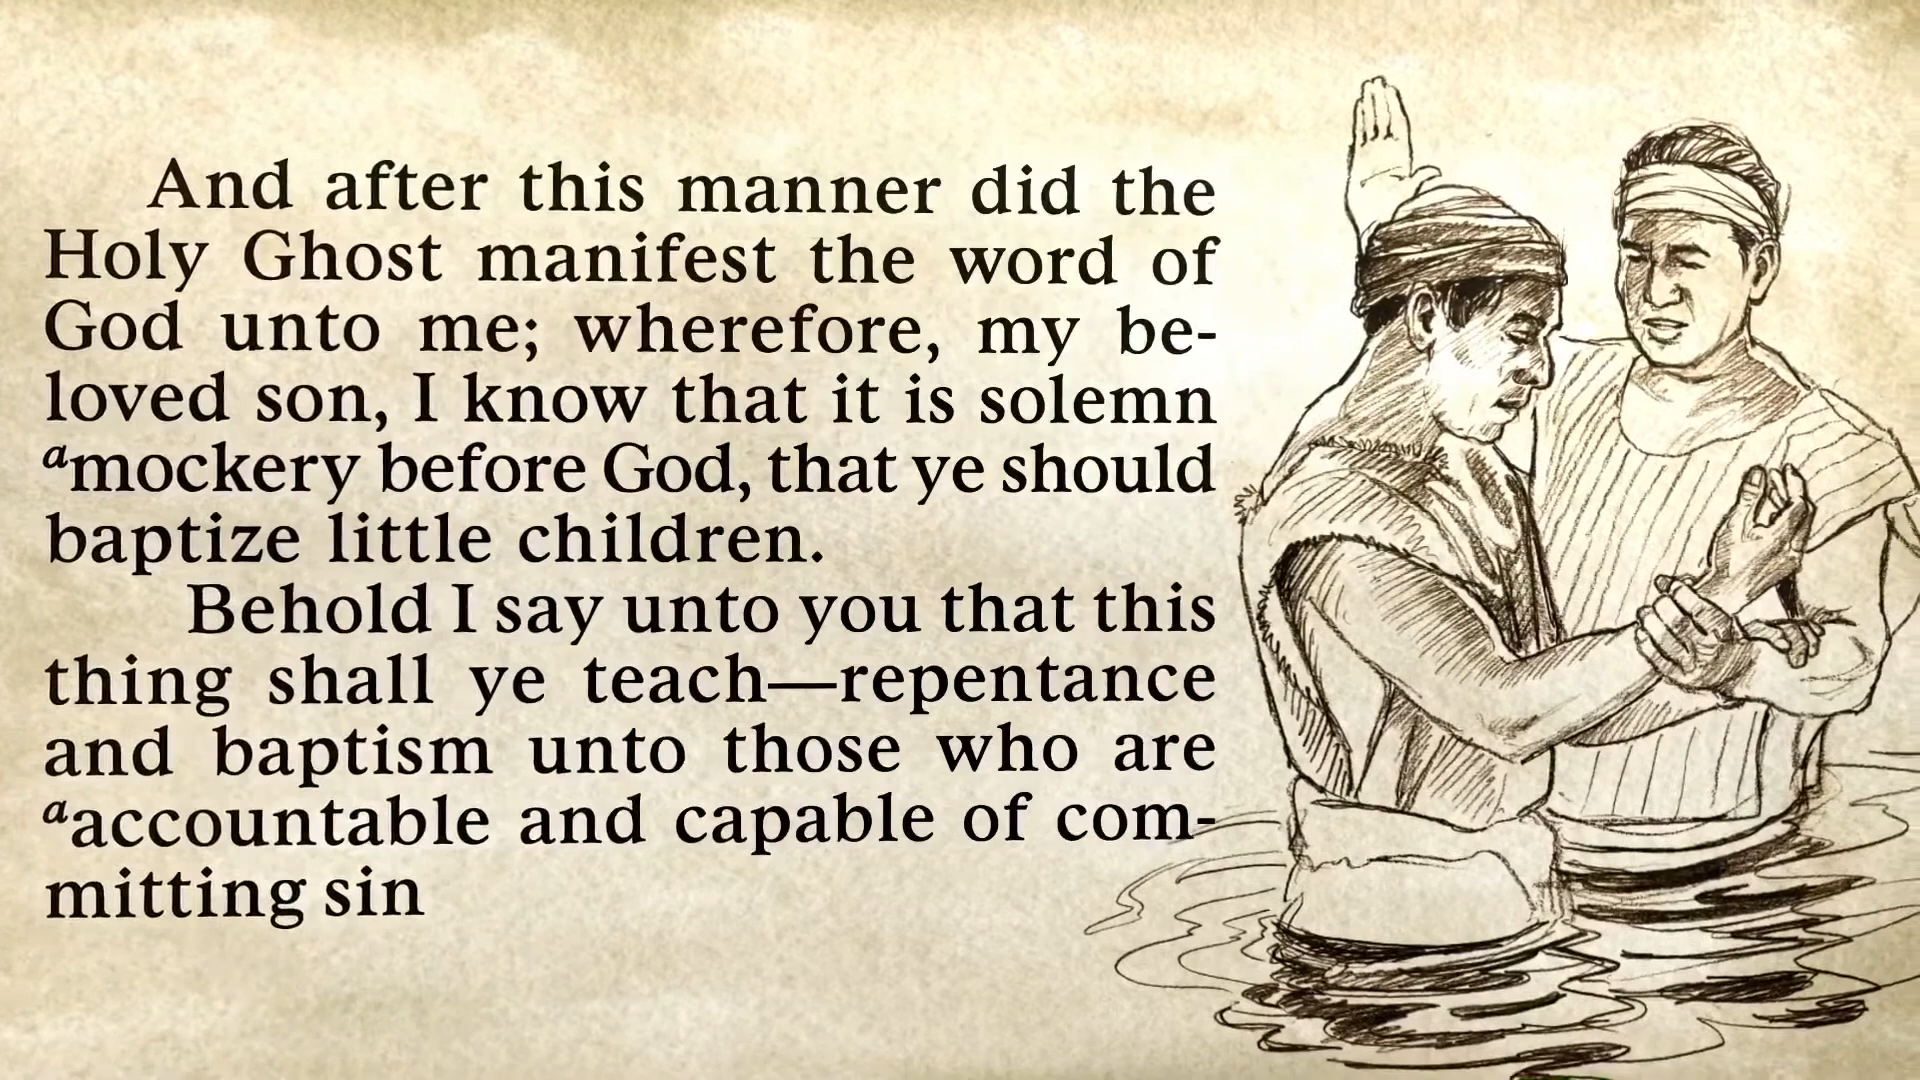 And after this manner did the
Holy Ghost manifest the word of
God unto me; wherefore, my be-
loved son, I know that it is solemn
amockery before God, that ye should
baptize little children.
Behold I say unto you that this
thing shall ye teach—repentance
and baptism unto those who are
aaccountable and capable of com-
mitting sin